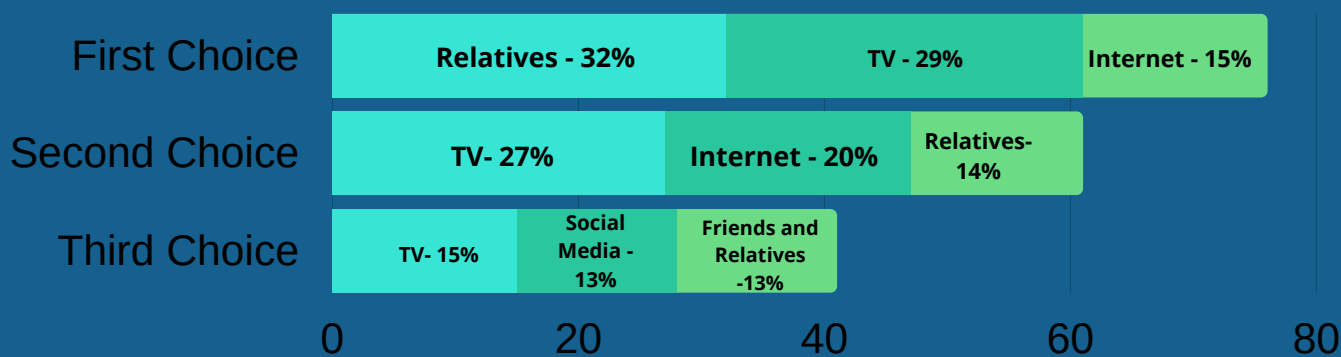 First Choice
Relatives - 32%
TV - 29%
Internet - 15%
Second Choice
TV- 27%
Internet - 20%
Relatives-
14%
Third Choice
TV- 15%
Social
Media -
13%
Friends and
Relatives
-13%
0 20 40 60 80